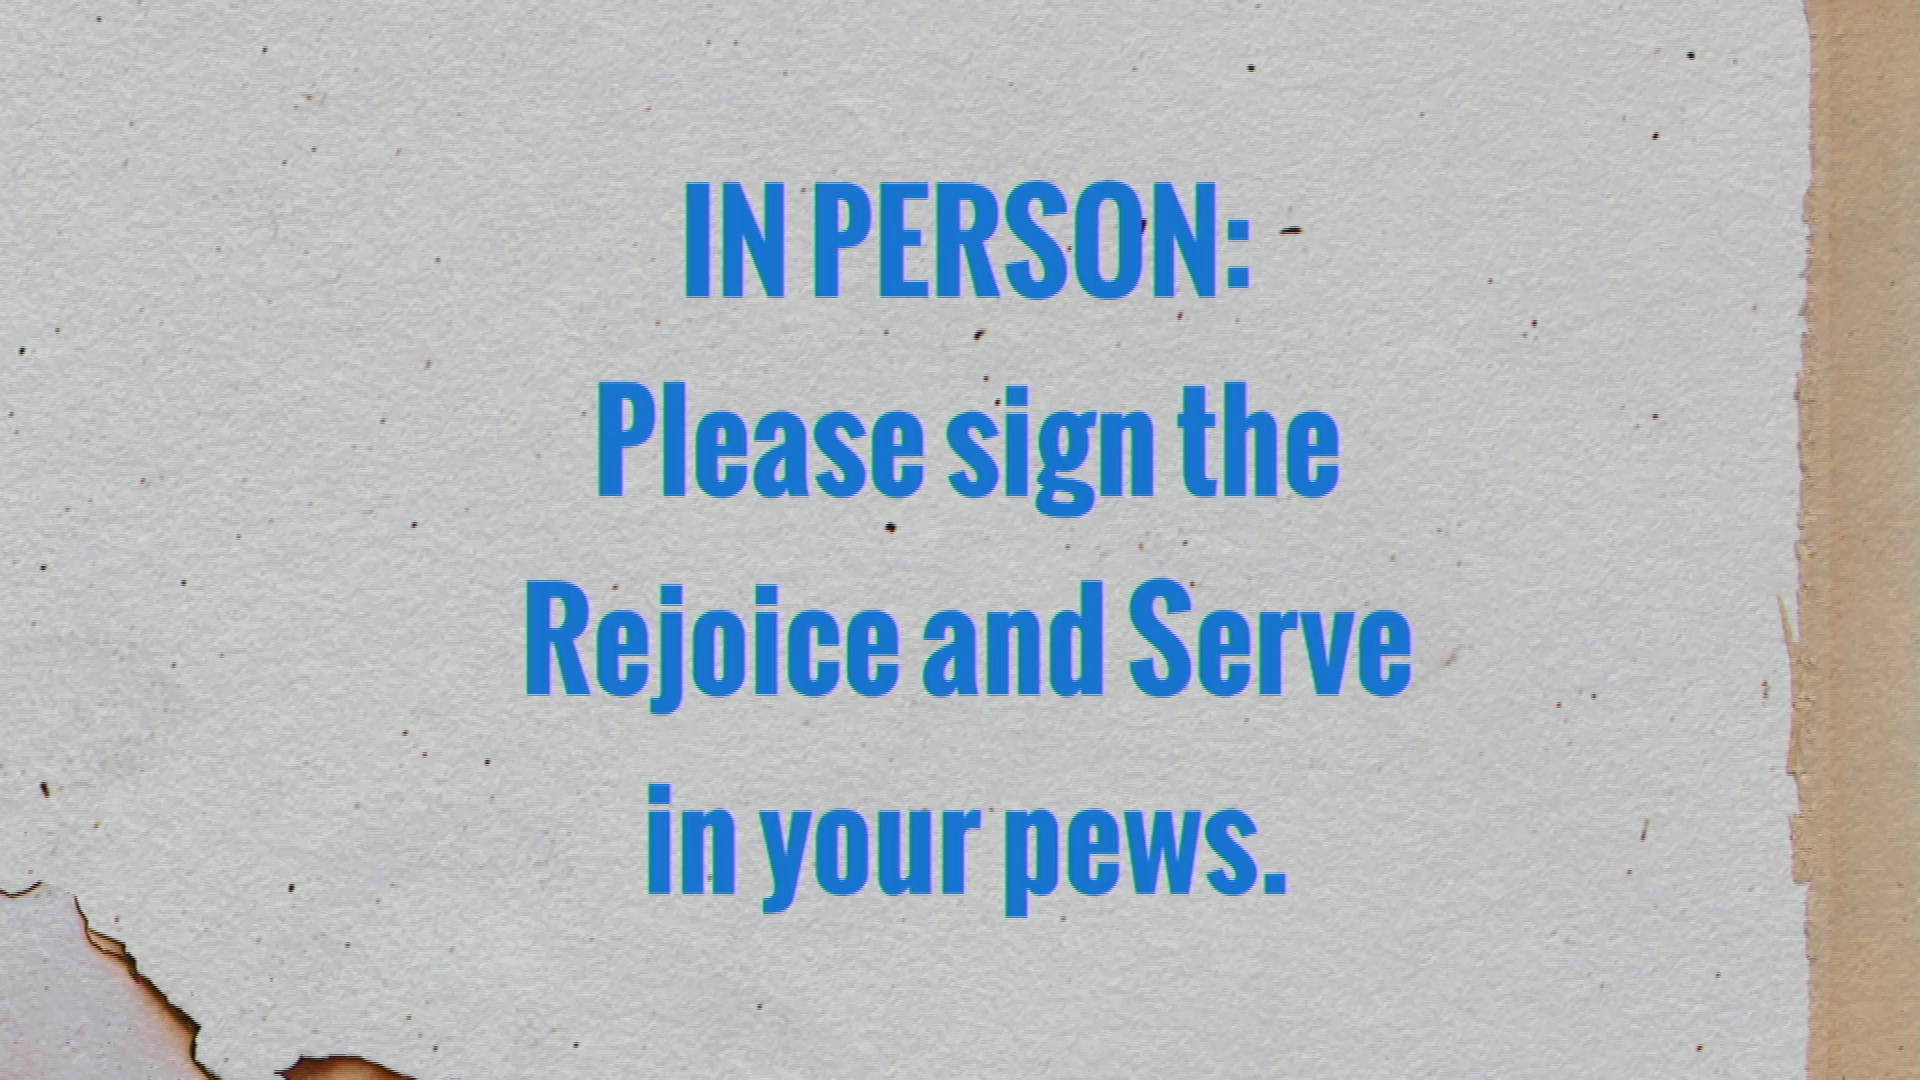 IN PERSON:
Please sign the
Rejoice and Serve
in your pews.